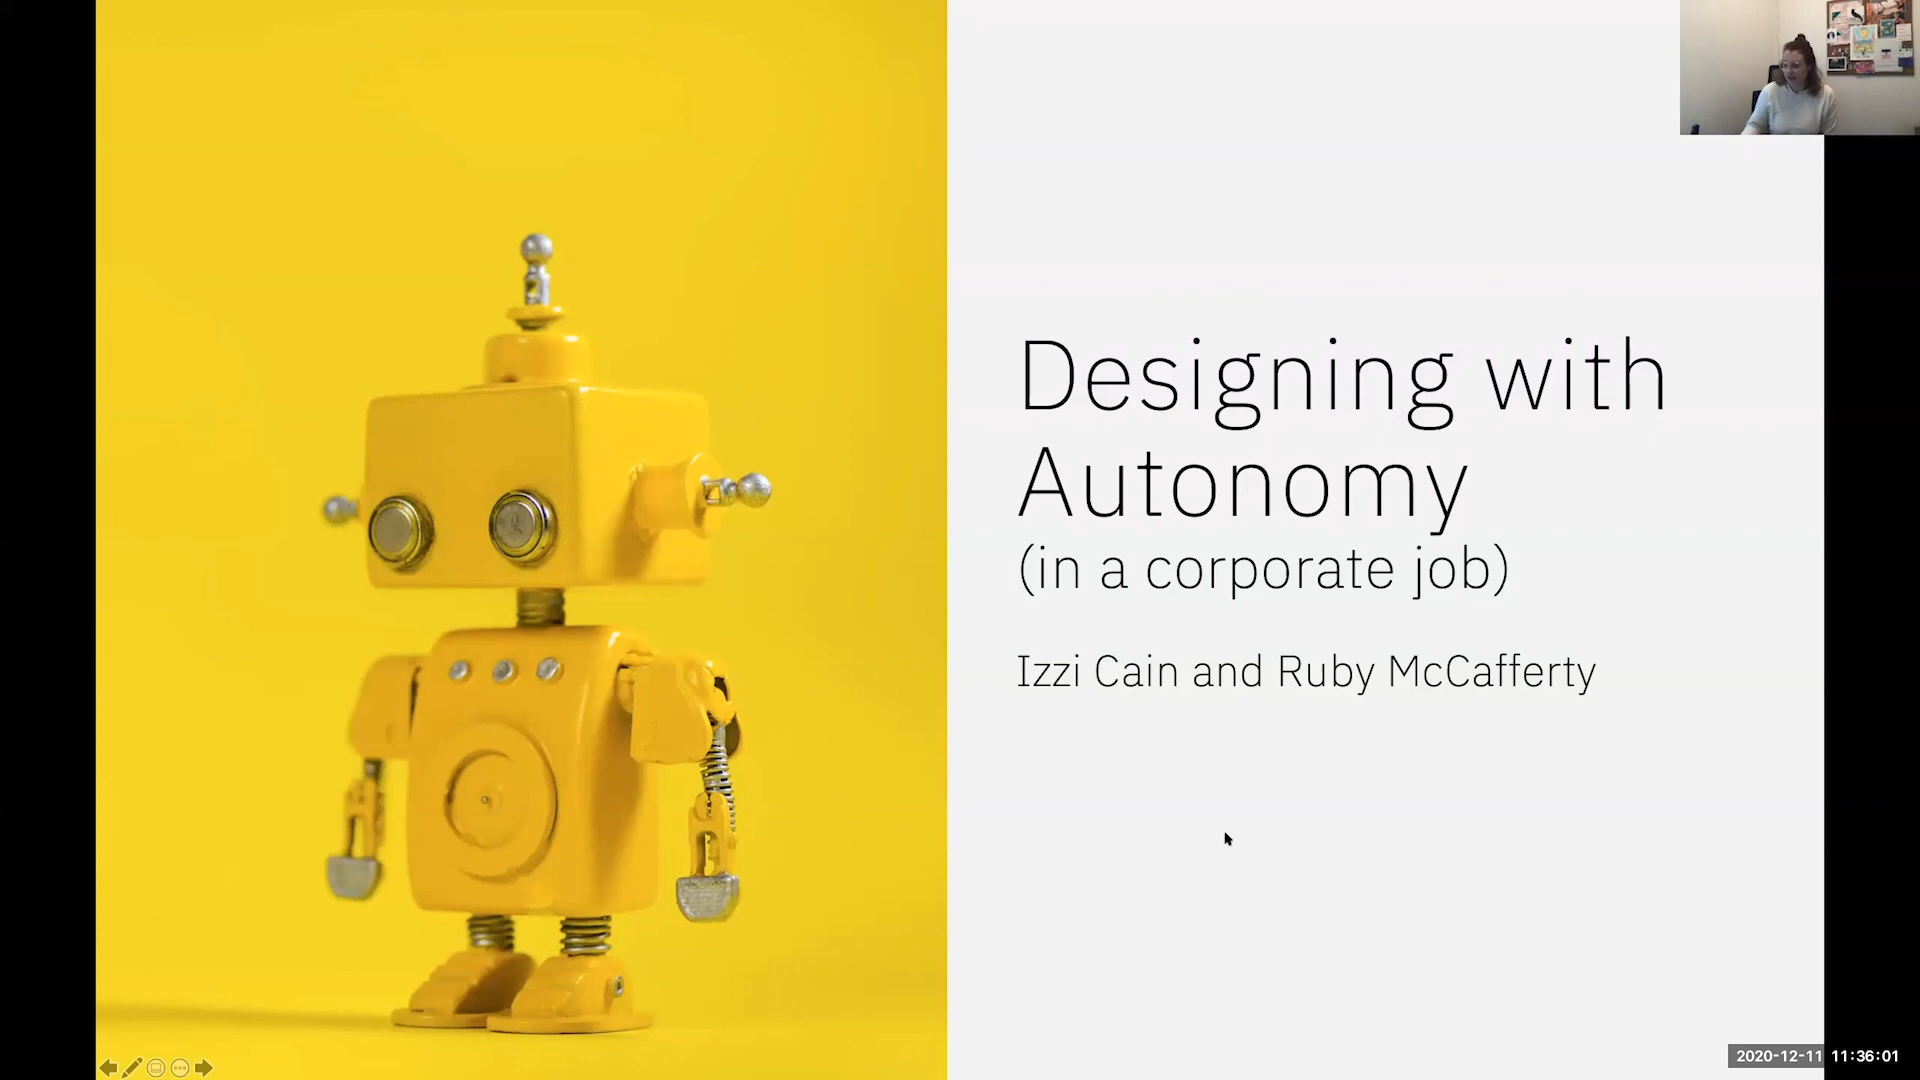 Designing with
Autonomy
(in a corporate job)
Izzi Cain and Ruby McCafferty
2020-12-11 11:36:01